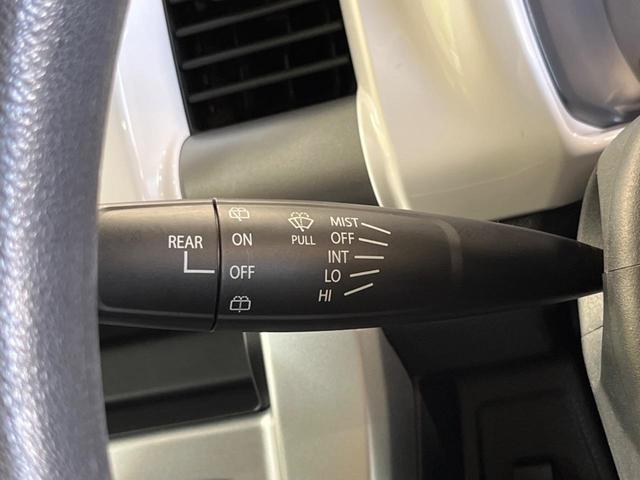 REAR
ON
OFF
PULL
MIST
OFF
INT
LO
HI